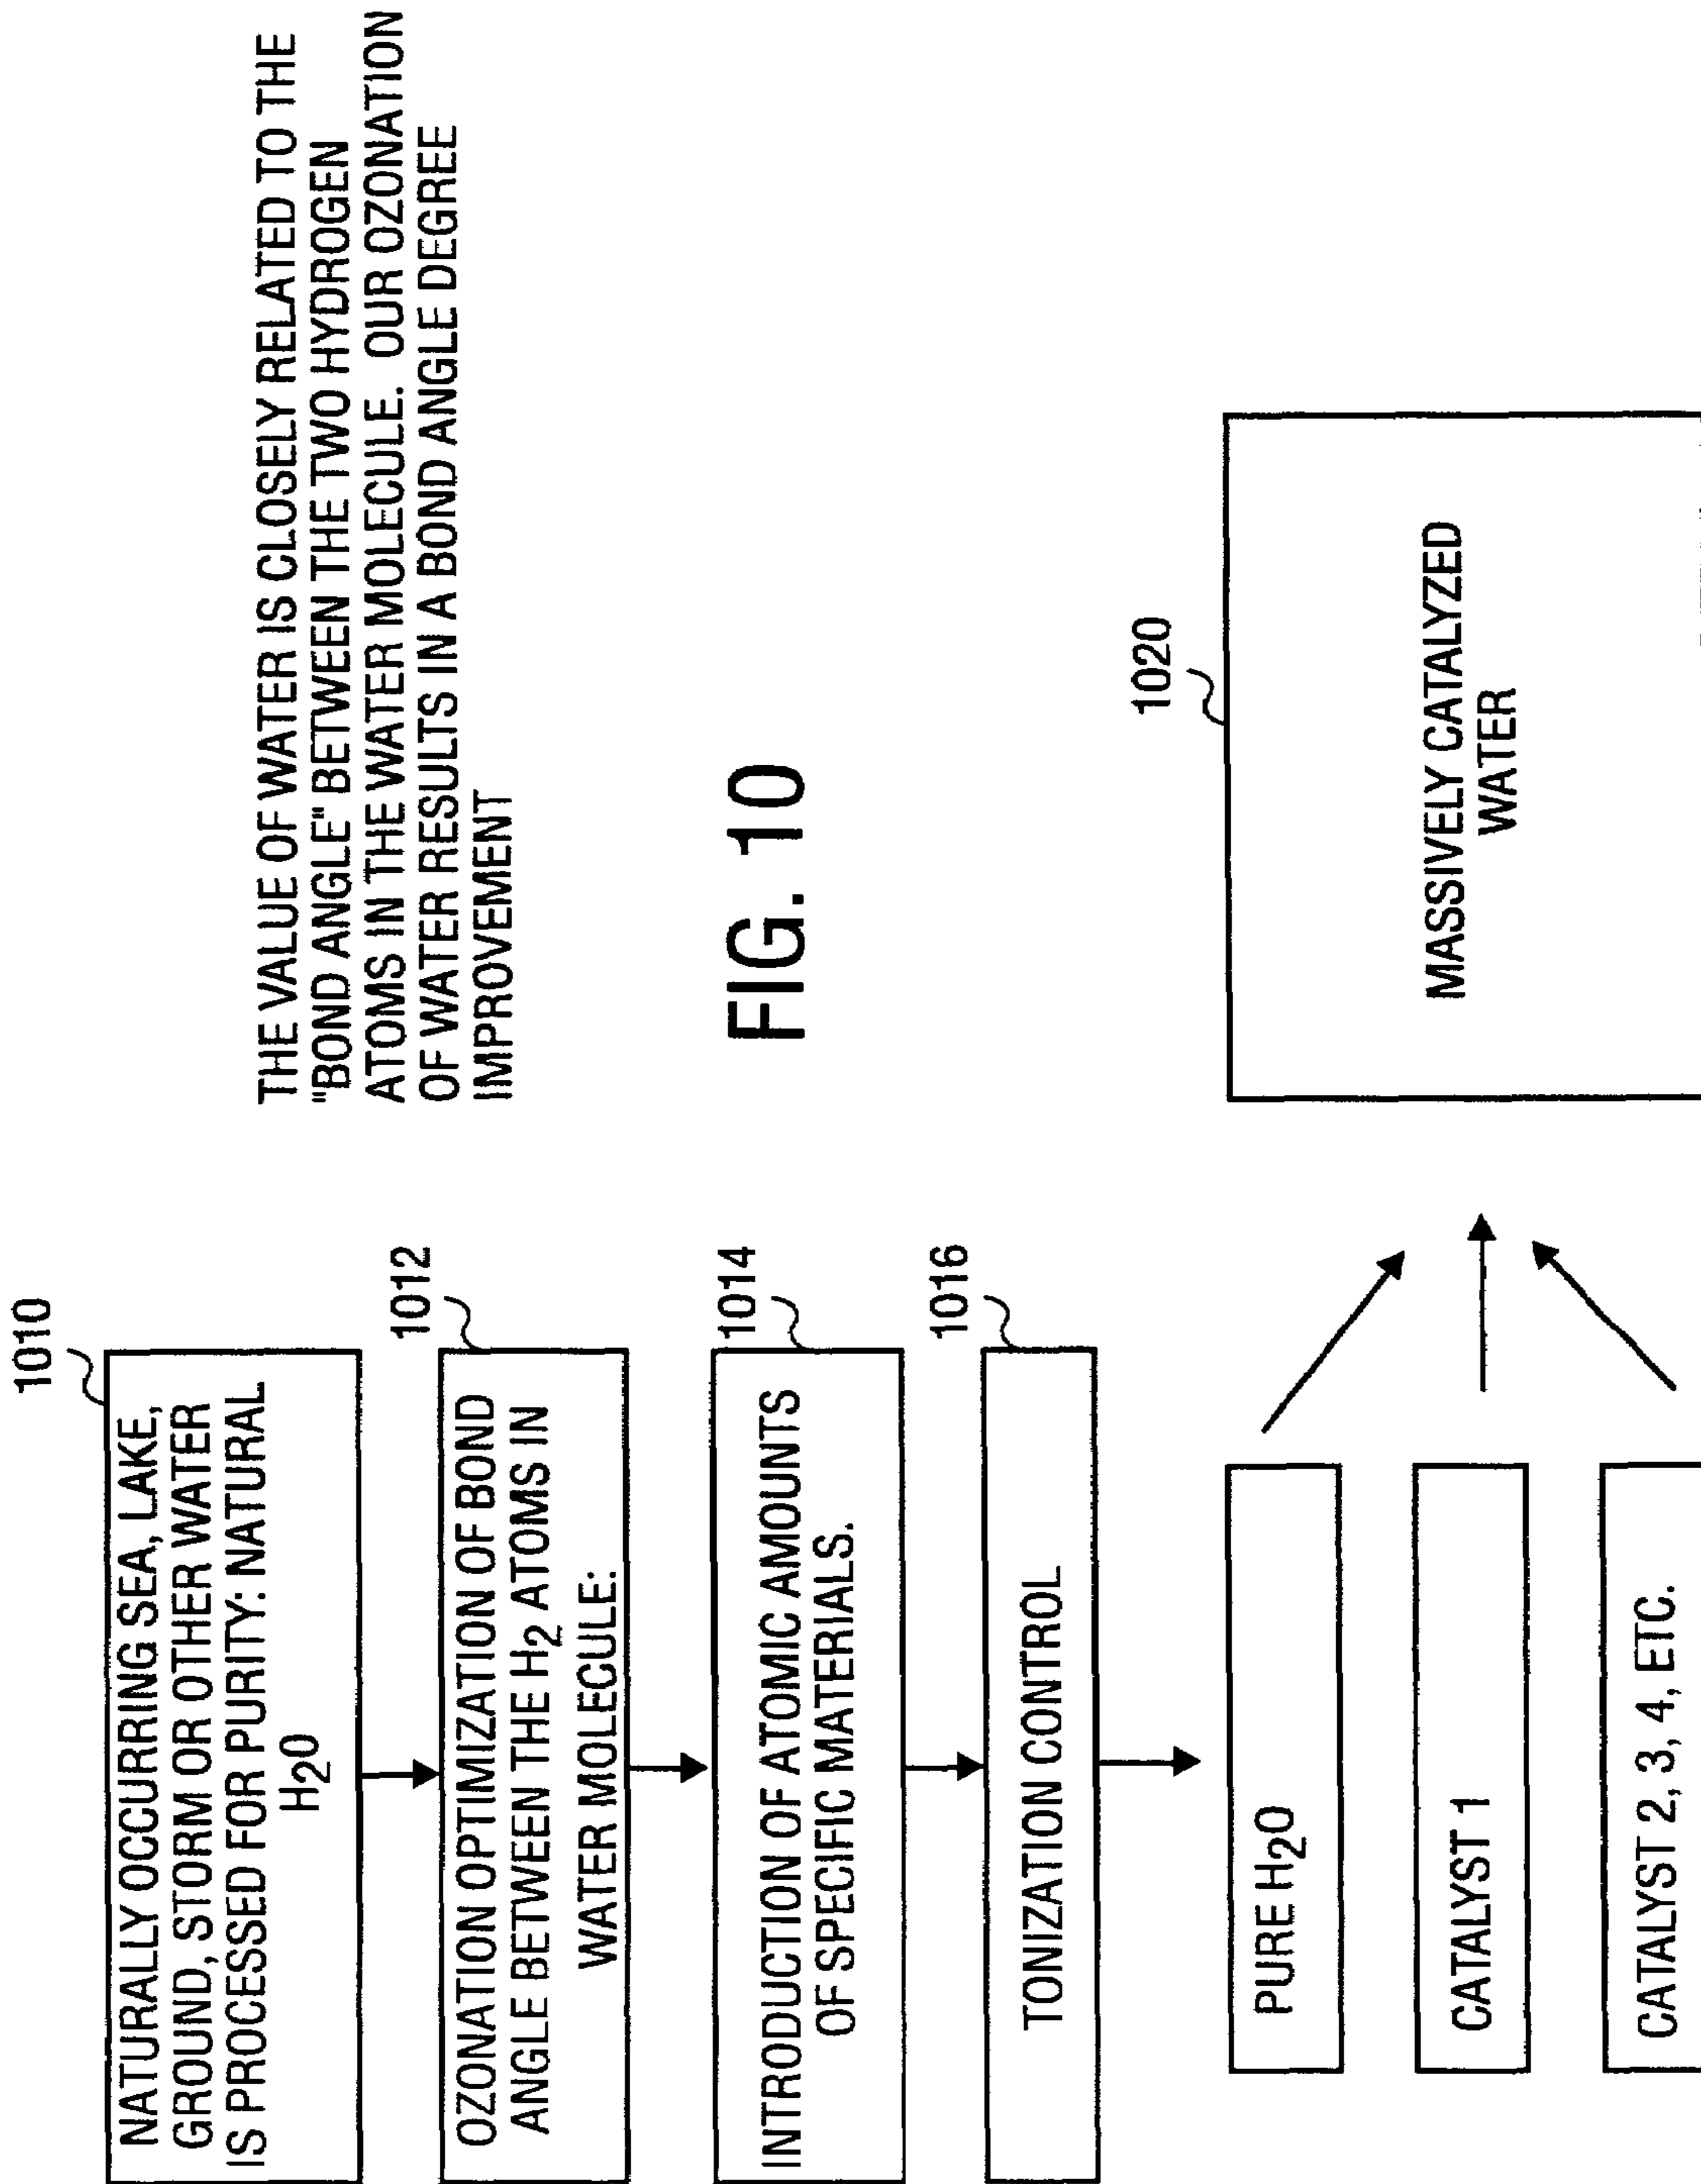 1010
NATURALLY OCCURRING SEA, LAKE,
GROUND, STORM OR OTHER WATER
IS PROCESSED FOR PURITY: NATURAL
H2O
1012
OZONATION OPTIMIZATION OF BOND
ANGLE BETWEEN THE H2 ATOMS IN
WATER MOLECULE:
1014
INTRODUCTION OF ATOMIC AMOUNTS
OF SPECIFIC MATERIALS.
1016
TONIZATION CONTROL
PURE H2O
CATALYST 1
CATALYST 2, 3, 4, ETC.
THE VALUE OF WATER IS CLOSELY RELATED TO THE
"BOND ANGLE" BETWEEN THE TWO HYDROGEN
ATOMS IN THE WATER MOLECULE. OUR OZONATION
OF WATER RESULTS IN A BOND ANGLE DEGREE
IMPROVEMENT
FIG. 10
1020
MASSIVELY CATALYZED
WATER